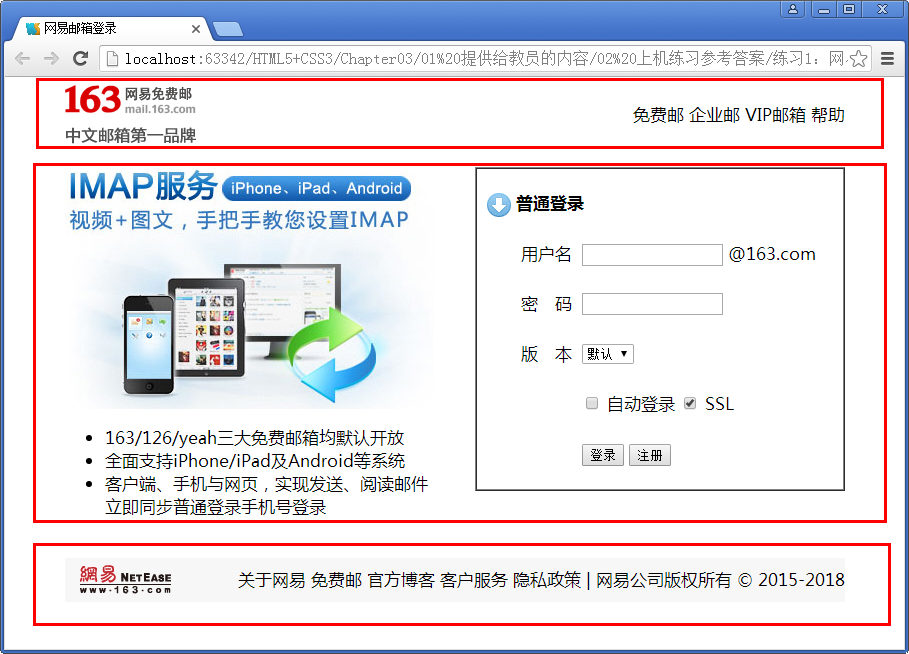 网易邮箱登录
localhost:63342/HTML5+CSS3/Chapter03/01%20提供给教员的内容/02%20上机练习参考答案/练习1：网
163 网易免费邮
mail.163.com
中文邮箱第一品牌
免费邮 企业邮 VIP邮箱 帮助
IMAP服务 iPhone、iPad、Android
视频+图文，手把手教您设置IMAP
163/126/yeah三大免费邮箱均默认开放
全面支持iPhone/iPad及Android等系统
客户端、手机与网页，实现发送、阅读邮件
立即同步普通登录手机号登录
普通登录
用户名 @163.com
密 码
版 本 默认
自动登录 SSL
登录 注册
網易 NETEASE
www.163.com
关于网易 免费邮 官方博客 客户服务 隐私政策 | 网易公司版权所有 © 2015-2018